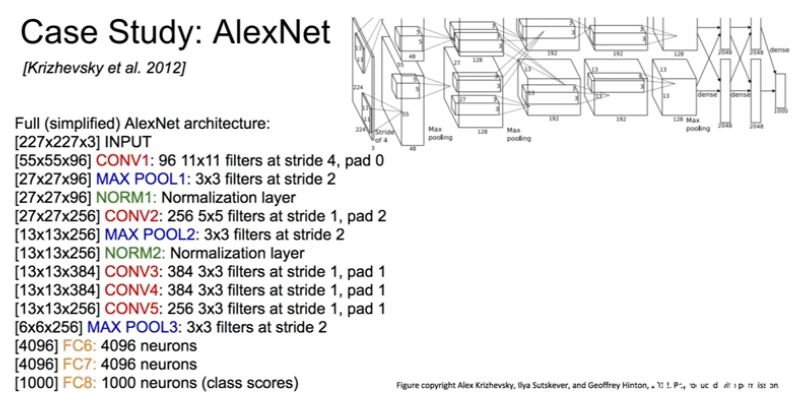 Case Study: AlexNet
[Krizhevsky et al. 2012]
Full (simplified) AlexNet architecture:
[227x227x3] INPUT
[55x55x96] CONV1: 96 11x11 filters at stride 4, pad 0
[27x27x96] MAX POOL1: 3x3 filters at stride 2
[27x27x96] NORM1: Normalization layer
[27x27x256] CONV2: 256 5x5 filters at stride 1, pad 2
[13x13x256] MAX POOL2: 3x3 filters at stride 2
[13x13x256] NORM2: Normalization layer
[13x13x384] CONV3: 384 3x3 filters at stride 1, pad 1
[13x13x384] CONV4: 384 3x3 filters at stride 1, pad 1
[13x13x256] CONV5: 256 3x3 filters at stride 1, pad 1
[6x6x256] MAX POOL3: 3x3 filters at stride 2
[4096] FC6: 4096 neurons
[4096] FC7: 4096 neurons
[1000] FC8: 1000 neurons (class scores)
11
5
3
48
128
192
192
128
2048
2048
dense
55
27
13
13
13
224
dense
dense
1000
224
Stride
of 4
Max
pooling
128
Max
pooling
192
192
128
Max
pooling
2048
2048
3
48
Figure copyright Alex Krizhevsky, Ilya Sutskever, and Geoffrey Hinton,